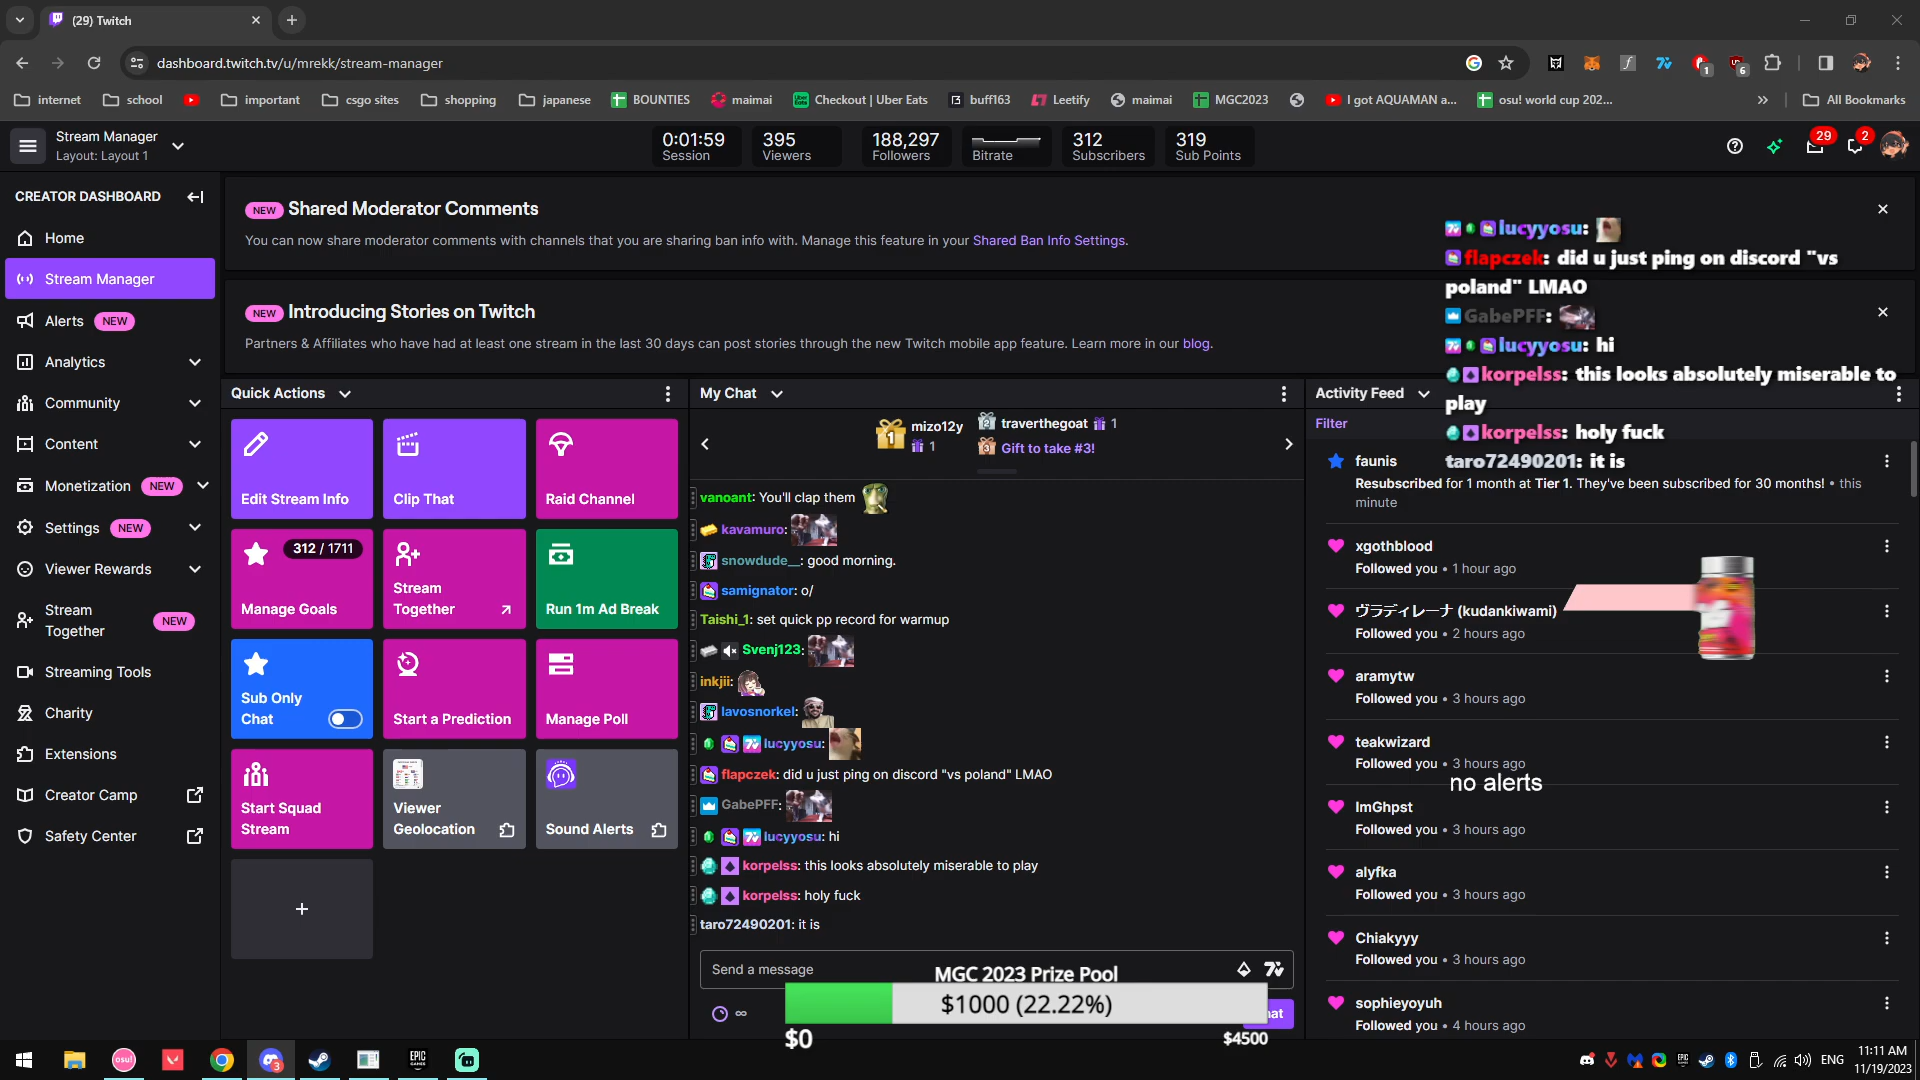 (29) Twitch
dashboard.twitch.tv/u/mrekk/stream-manager
1
6
internet
school
important
csgo sites
shopping
japanese
BOUNTIES
maimai
Checkout | Uber Eats
buff163
Leetify
maimai
MGC2023
I got AQUAMAN a...
osu! world cup 202...
All Bookmarks
Stream Manager
Layout: Layout 1
0:01:59
Session
395
Viewers
188,297
Followers
Bitrate
312
Subscribers
319
Sub Points
29
2
CREATOR DASHBOARD
Home
Stream Manager
Alerts NEW
Analytics
Community
Content
Monetization NEW
Settings NEW
Viewer Rewards
Stream
Together
NEW
Streaming Tools
Charity
Extensions
Creator Camp
Safety Center
NEW Shared Moderator Comments
You can now share moderator comments with channels that you are sharing ban info with. Manage this feature in your Shared Ban Info Settings.
NEW Introducing Stories on Twitch
Partners & Affiliates who have had at least one stream in the last 30 days can post stories through the new Twitch mobile app feature. Learn more in our blog.
lucyyosu:
flapczek: did u just ping on discord "vs
poland" LMAO
GabePFF:
lucyyosu: hi
korpelss: this looks absolutely miserable to
play
korpelss: holy fuck
taro72490201: it is
Quick Actions
Edit Stream Info
Clip That
Raid Channel
312 / 1711
Manage Goals
Stream
Together
Run 1m Ad Break
Sub Only
Chat
Start a Prediction
Manage Poll
Start Squad
Stream
Viewer
Geolocation
Sound Alerts
My Chat
1
mizo12y
1
2
traverthegoat 1
3
Gift to take #3!
vanoant: You'll clap them
kavamuro:
snowdude__: good morning.
samignator: o/
Taishi_1: set quick pp record for warmup
Svenj123:
inkjii:
lavosnorkel:
lucyyosu:
flapczek: did u just ping on discord "vs poland" LMAO
GabePFF:
lucyyosu: hi
korpelss: this looks absolutely miserable to play
korpelss: holy fuck
taro72490201: it is
Send a message
MGC 2023 Prize Pool
$1000 (22.22%)
$0
$4500
hat
Activity Feed
Filter
faunis
Resubscribed for 1 month at Tier 1. They've been subscribed for 30 months! • this
minute
xgothblood
Followed you • 1 hour ago
ヴラディレーナ (kudankiwami)
Followed you • 2 hours ago
aramytw
Followed you • 3 hours ago
teakwizard
Followed you • 3 hours ago
no alerts
ImGhpst
Followed you • 3 hours ago
alyfka
Followed you • 3 hours ago
Chiakyyy
Followed you • 3 hours ago
sophieyoyuh
Followed you • 4 hours ago
osu!
3
EPIC
GAMES
ENG
11:11 AM
11/19/2023